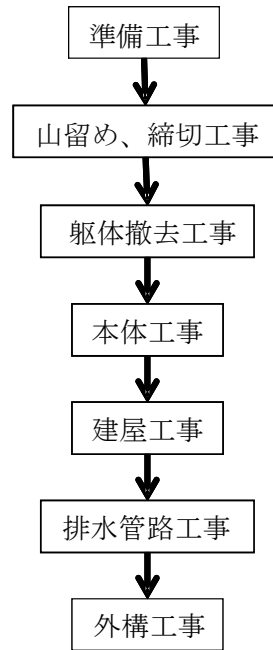 準備工事
山留め、締切工事
躯体撤去工事
本体工事
建屋工事
排水管路工事
外構工事